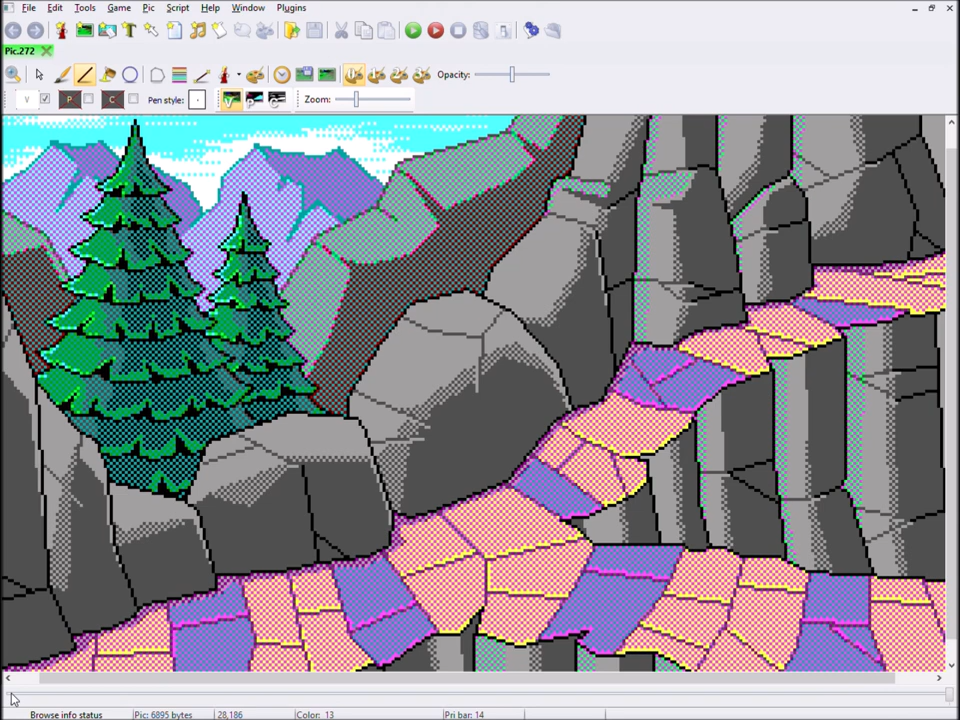 File Edit Tools Game Pic Script Help Window Plugins
Pic.272
Opacity:
V P C Pen style: V P C Zoom:
Browse info status Pic: 6895 bytes 28,186 Color: 13 Pri bar: 14